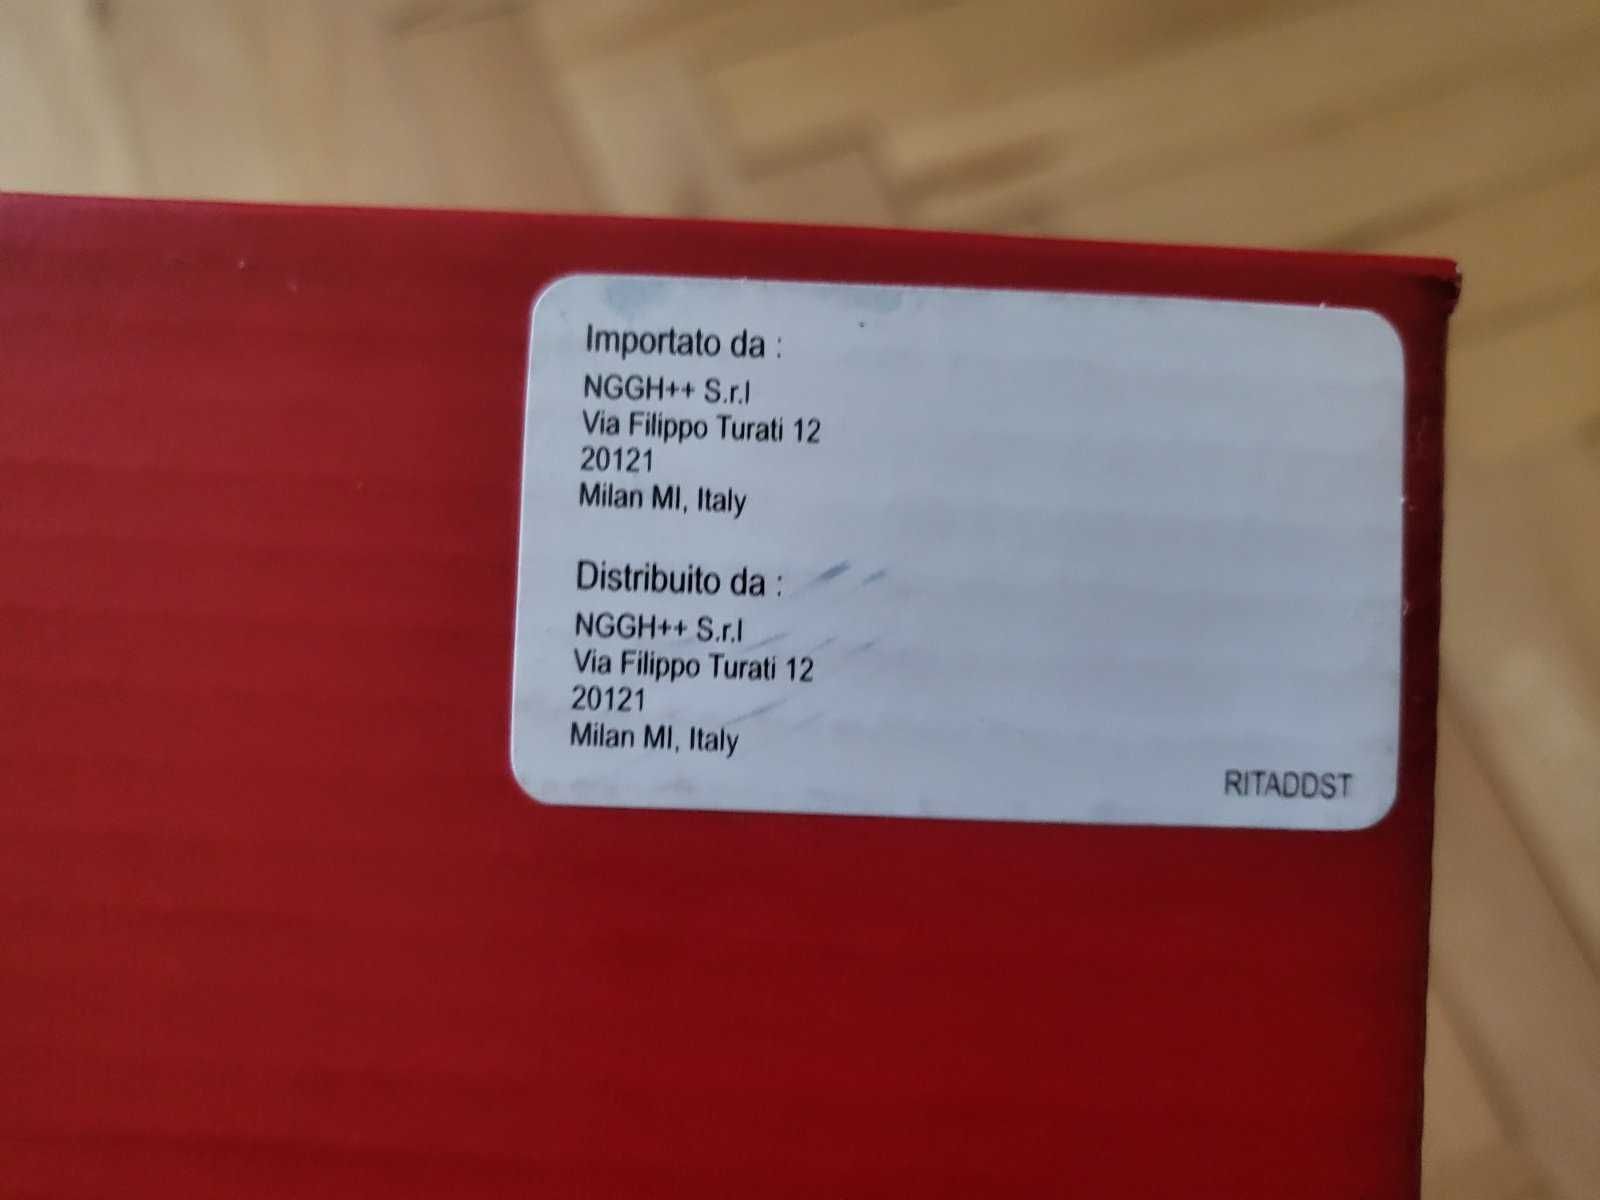 Importato da :
NGGH++ S.r.l
Via Filippo Turati 12
20121
Milan MI, Italy
Distribuito da :
NGGH++ S.r.l
Via Filippo Turati 12
20121
Milan MI, Italy
RITADDST